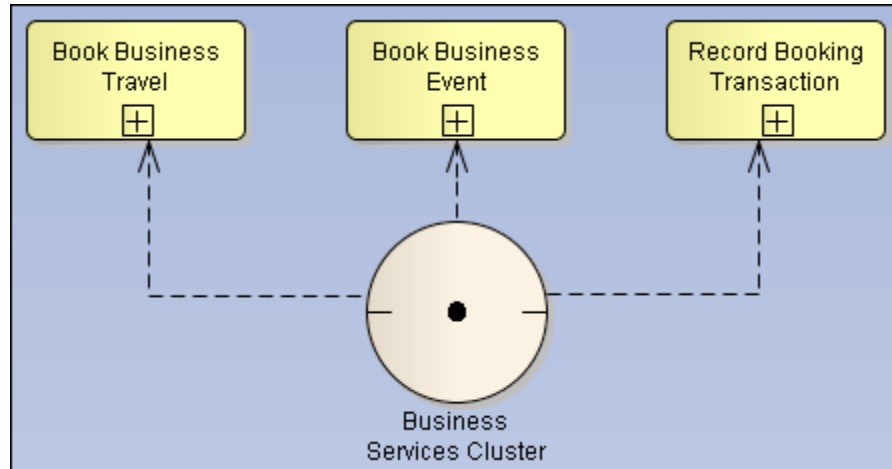 Book Business
Travel
Book Business
Event
Record Booking
Transaction
Business
Services Cluster